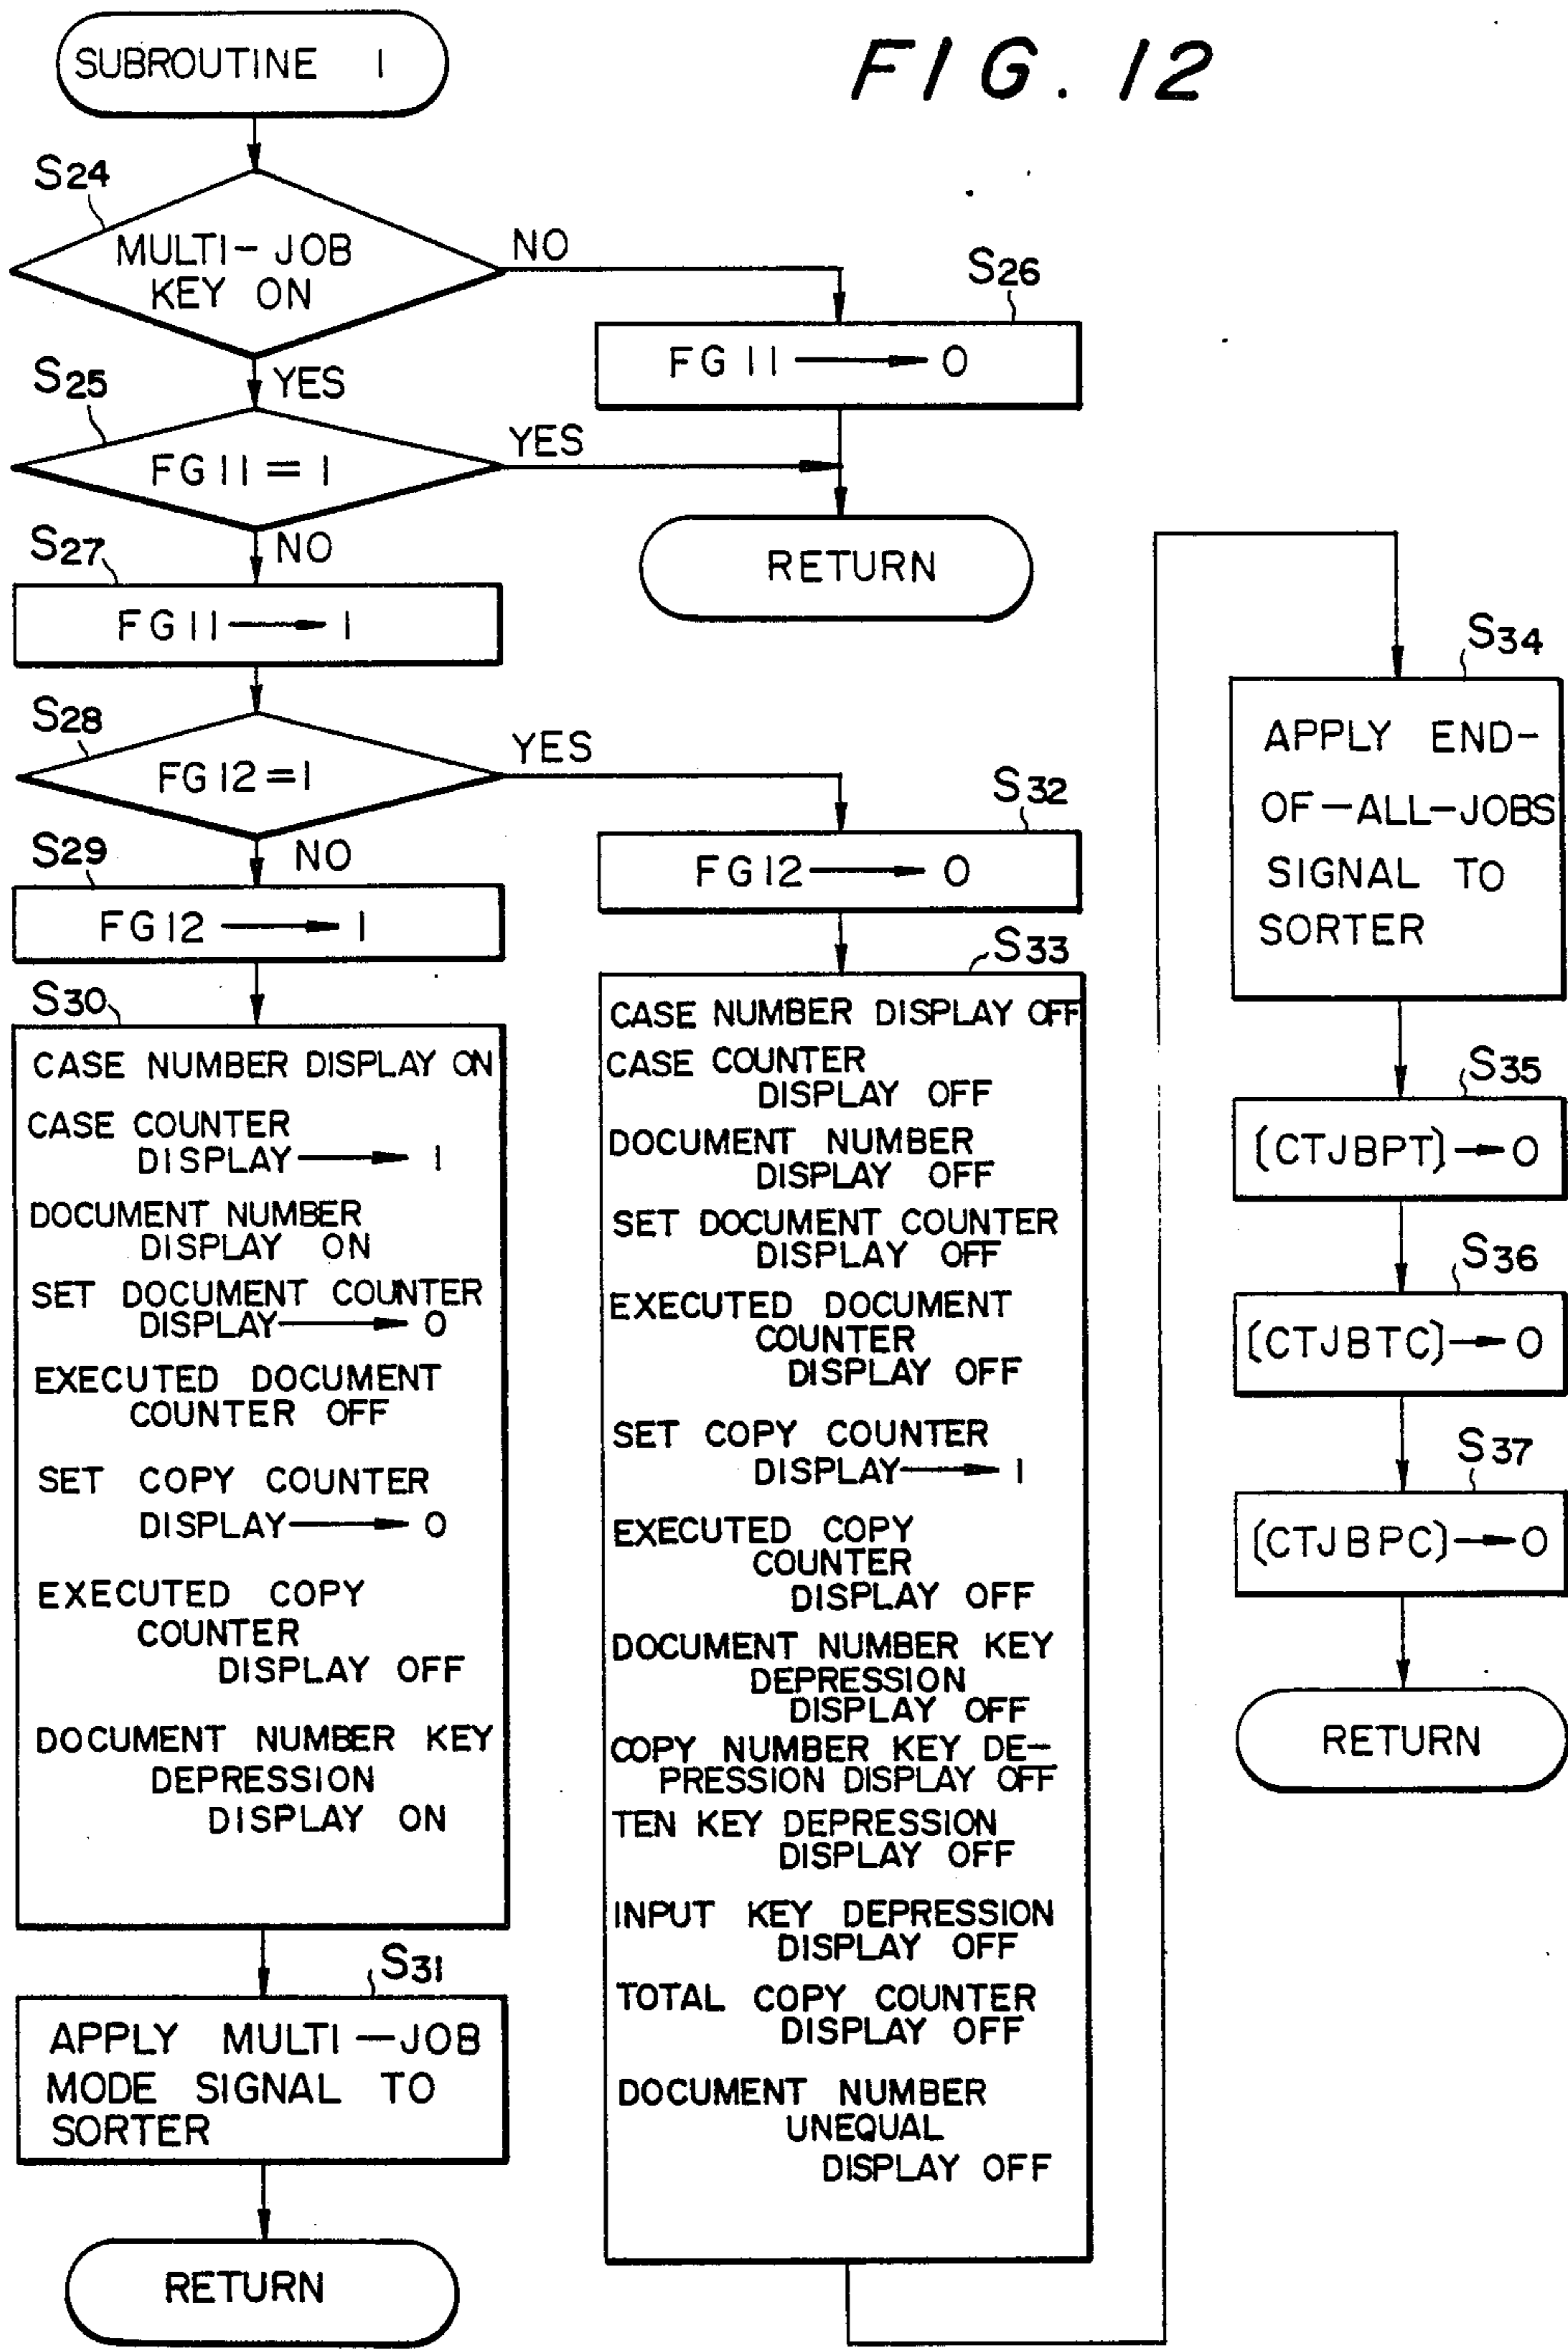 FIG. 12
SUBROUTINE 1
S24
MULTI-JOB
KEY ON
NO
YES
S26
FG11 → 0
S25
FG11=1
YES
NO
RETURN
S27
FG11 → 1
S28
FG12=1
YES
NO
S29
FG12 → 1
S30
CASE NUMBER DISPLAY ON
CASE COUNTER
DISPLAY → 1
DOCUMENT NUMBER
DISPLAY ON
SET DOCUMENT COUNTER
DISPLAY → 0
EXECUTED DOCUMENT
COUNTER OFF
SET COPY COUNTER
DISPLAY → 0
EXECUTED COPY
COUNTER
DISPLAY OFF
DOCUMENT NUMBER KEY
DEPRESSION
DISPLAY ON
S31
APPLY MULTI-JOB
MODE SIGNAL TO
SORTER
RETURN
S32
FG12 → 0
S33
CASE NUMBER DISPLAY OFF
CASE COUNTER
DISPLAY OFF
DOCUMENT NUMBER
DISPLAY OFF
SET DOCUMENT COUNTER
DISPLAY OFF
EXECUTED DOCUMENT
COUNTER
DISPLAY OFF
SET COPY COUNTER
DISPLAY → 1
EXECUTED COPY
COUNTER
DISPLAY OFF
DOCUMENT NUMBER KEY
DEPRESSION
DISPLAY OFF
COPY NUMBER KEY DE-
PRESSION DISPLAY OFF
TEN KEY DEPRESSION
DISPLAY OFF
INPUT KEY DEPRESSION
DISPLAY OFF
TOTAL COPY COUNTER
DISPLAY OFF
DOCUMENT NUMBER
UNEQUAL
DISPLAY OFF
S34
APPLY END-
OF-ALL-JOBS
SIGNAL TO
SORTER
S35
(CTJBPT) → 0
S36
(CTJBTC) → 0
S37
(CTJBPC) → 0
RETURN